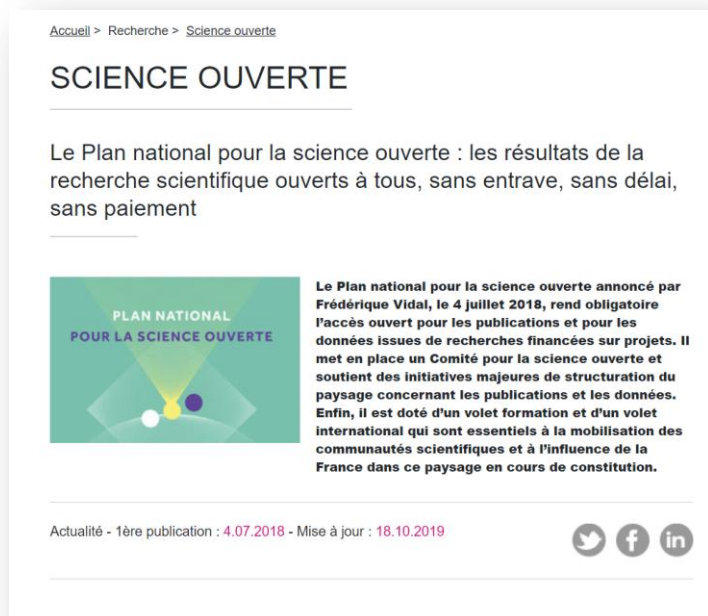 Accueil > Recherche > Science ouverte
SCIENCE OUVERTE
Le Plan national pour la science ouverte : les résultats de la
recherche scientifique ouverts à tous, sans entrave, sans délai,
sans paiement
PLAN NATIONAL
POUR LA SCIENCE OUVERTE
Le Plan national pour la science ouverte annoncé par
Frédérique Vidal, le 4 juillet 2018, rend obligatoire
l'accès ouvert pour les publications et pour les
données issues de recherches financées sur projets. Il
met en place un Comité pour la science ouverte et
soutient des initiatives majeures de structuration du
paysage concernant les publications et les données.
Enfin, il est doté d'un volet formation et d'un volet
international qui sont essentiels à la mobilisation des
communautés scientifiques et à l'influence de la
France dans ce paysage en cours de constitution.
Actualité - 1ère publication : 4.07.2018 - Mise à jour : 18.10.2019
f in